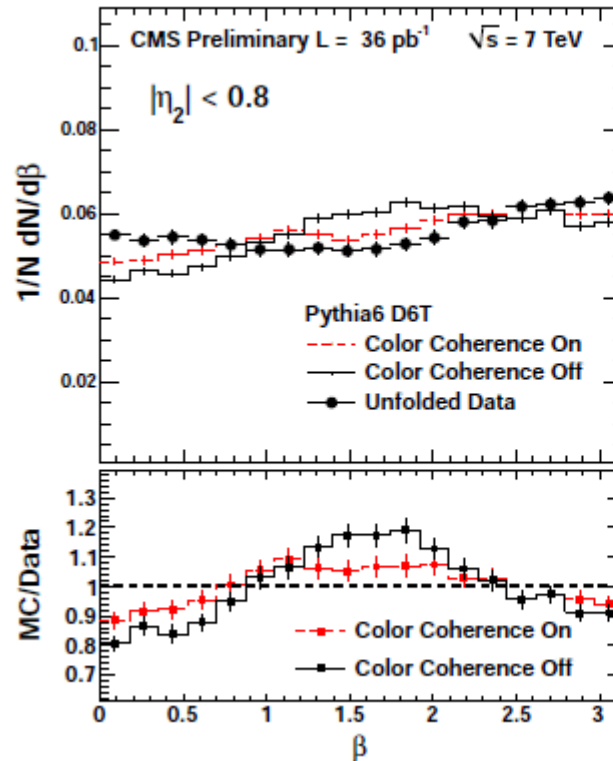 CMS Preliminary L = 36 pb⁻¹ √s = 7 TeV
|η₂| < 0.8
1/N dN/dβ
0.1
0.08
0.06
0.04
0.02
Pythia6 D6T
Color Coherence On
Color Coherence Off
Unfolded Data
MC/Data
1.3
1.2
1.1
1
0.9
0.8
0.7
Color Coherence On
Color Coherence Off
0 0.5 1 1.5 2 2.5 3
β